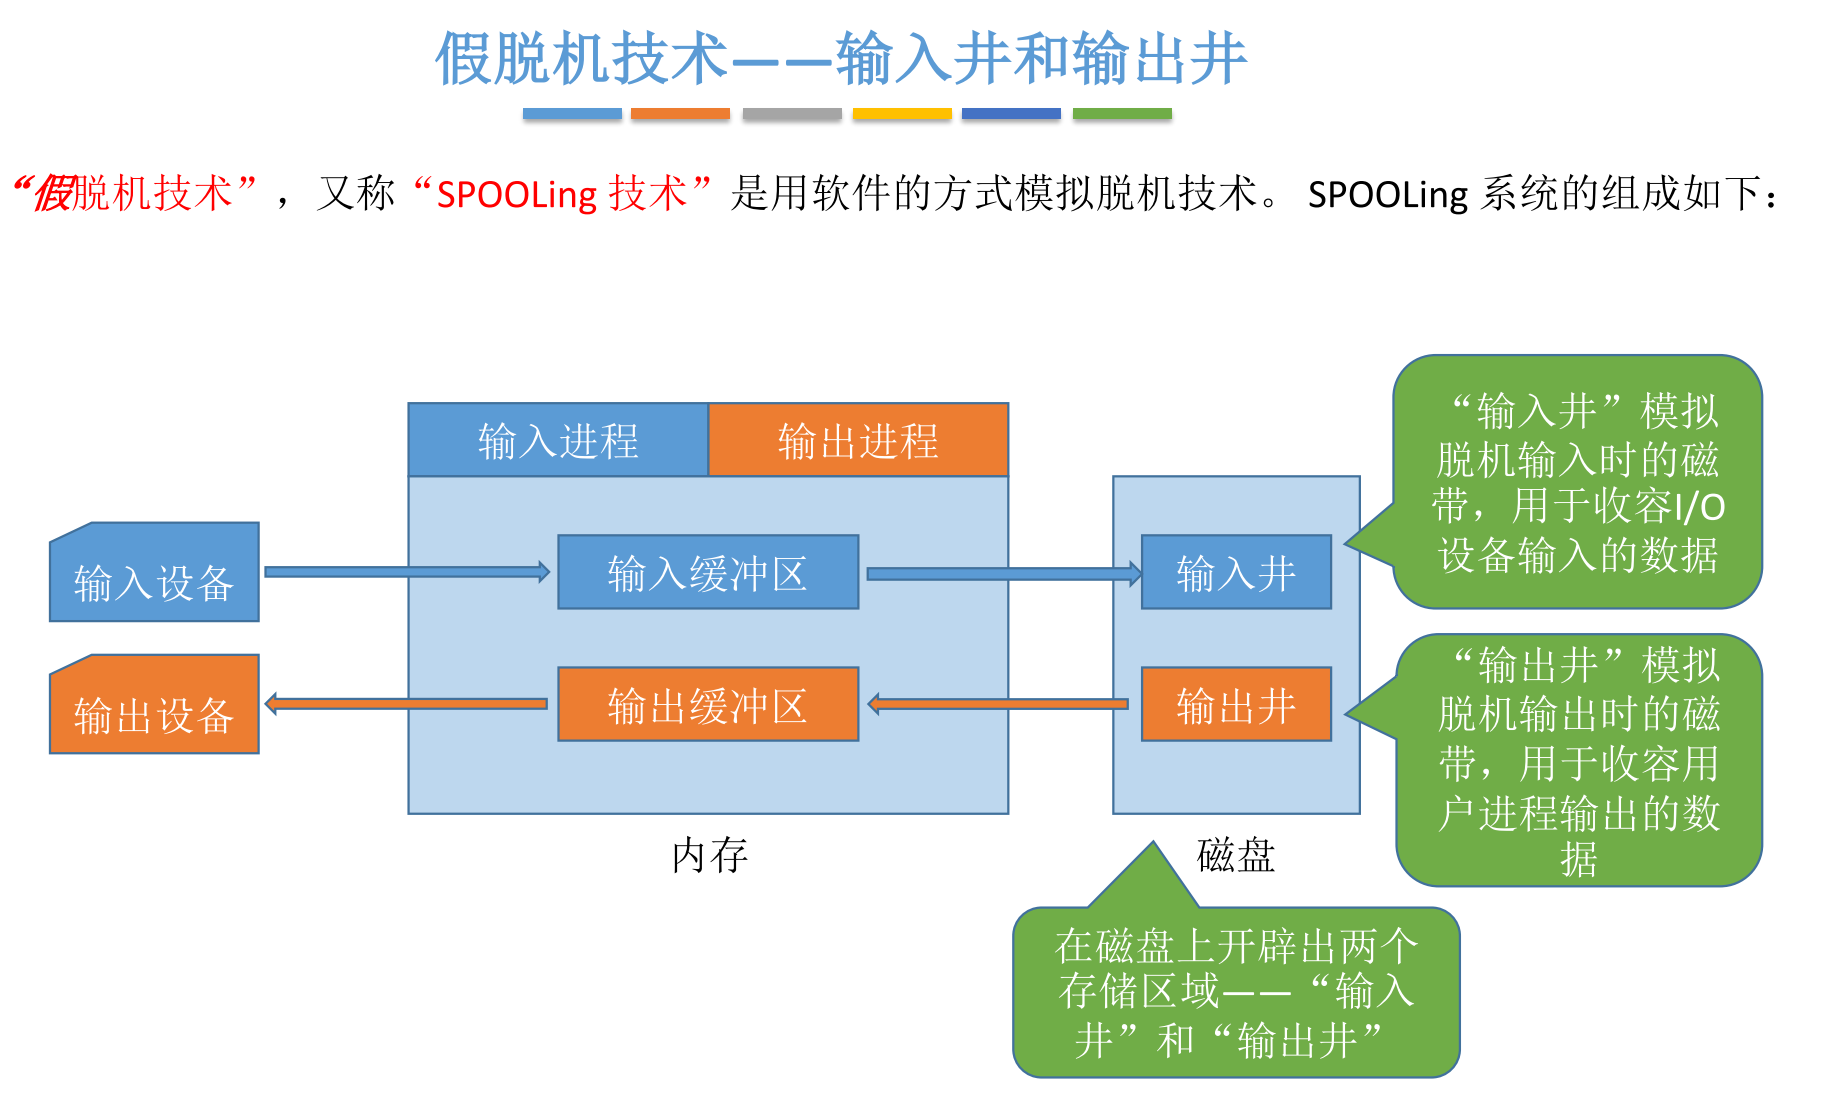 假脱机技术——输入井和输出井
“假脱机技术”，又称“SPOOLing 技术”是用软件的方式模拟脱机技术。 SPOOLing 系统的组成如下：
输入进程
输出进程
输入设备
输入缓冲区
输入井
输出设备
输出缓冲区
输出井
内存
磁盘
“输入井”模拟
脱机输入时的磁
带，用于收容I/O
设备输入的数据
“输出井”模拟
脱机输出时的磁
带，用于收容用
户进程输出的数
据
在磁盘上开辟出两个
存储区域——“输入
井”和“输出井”